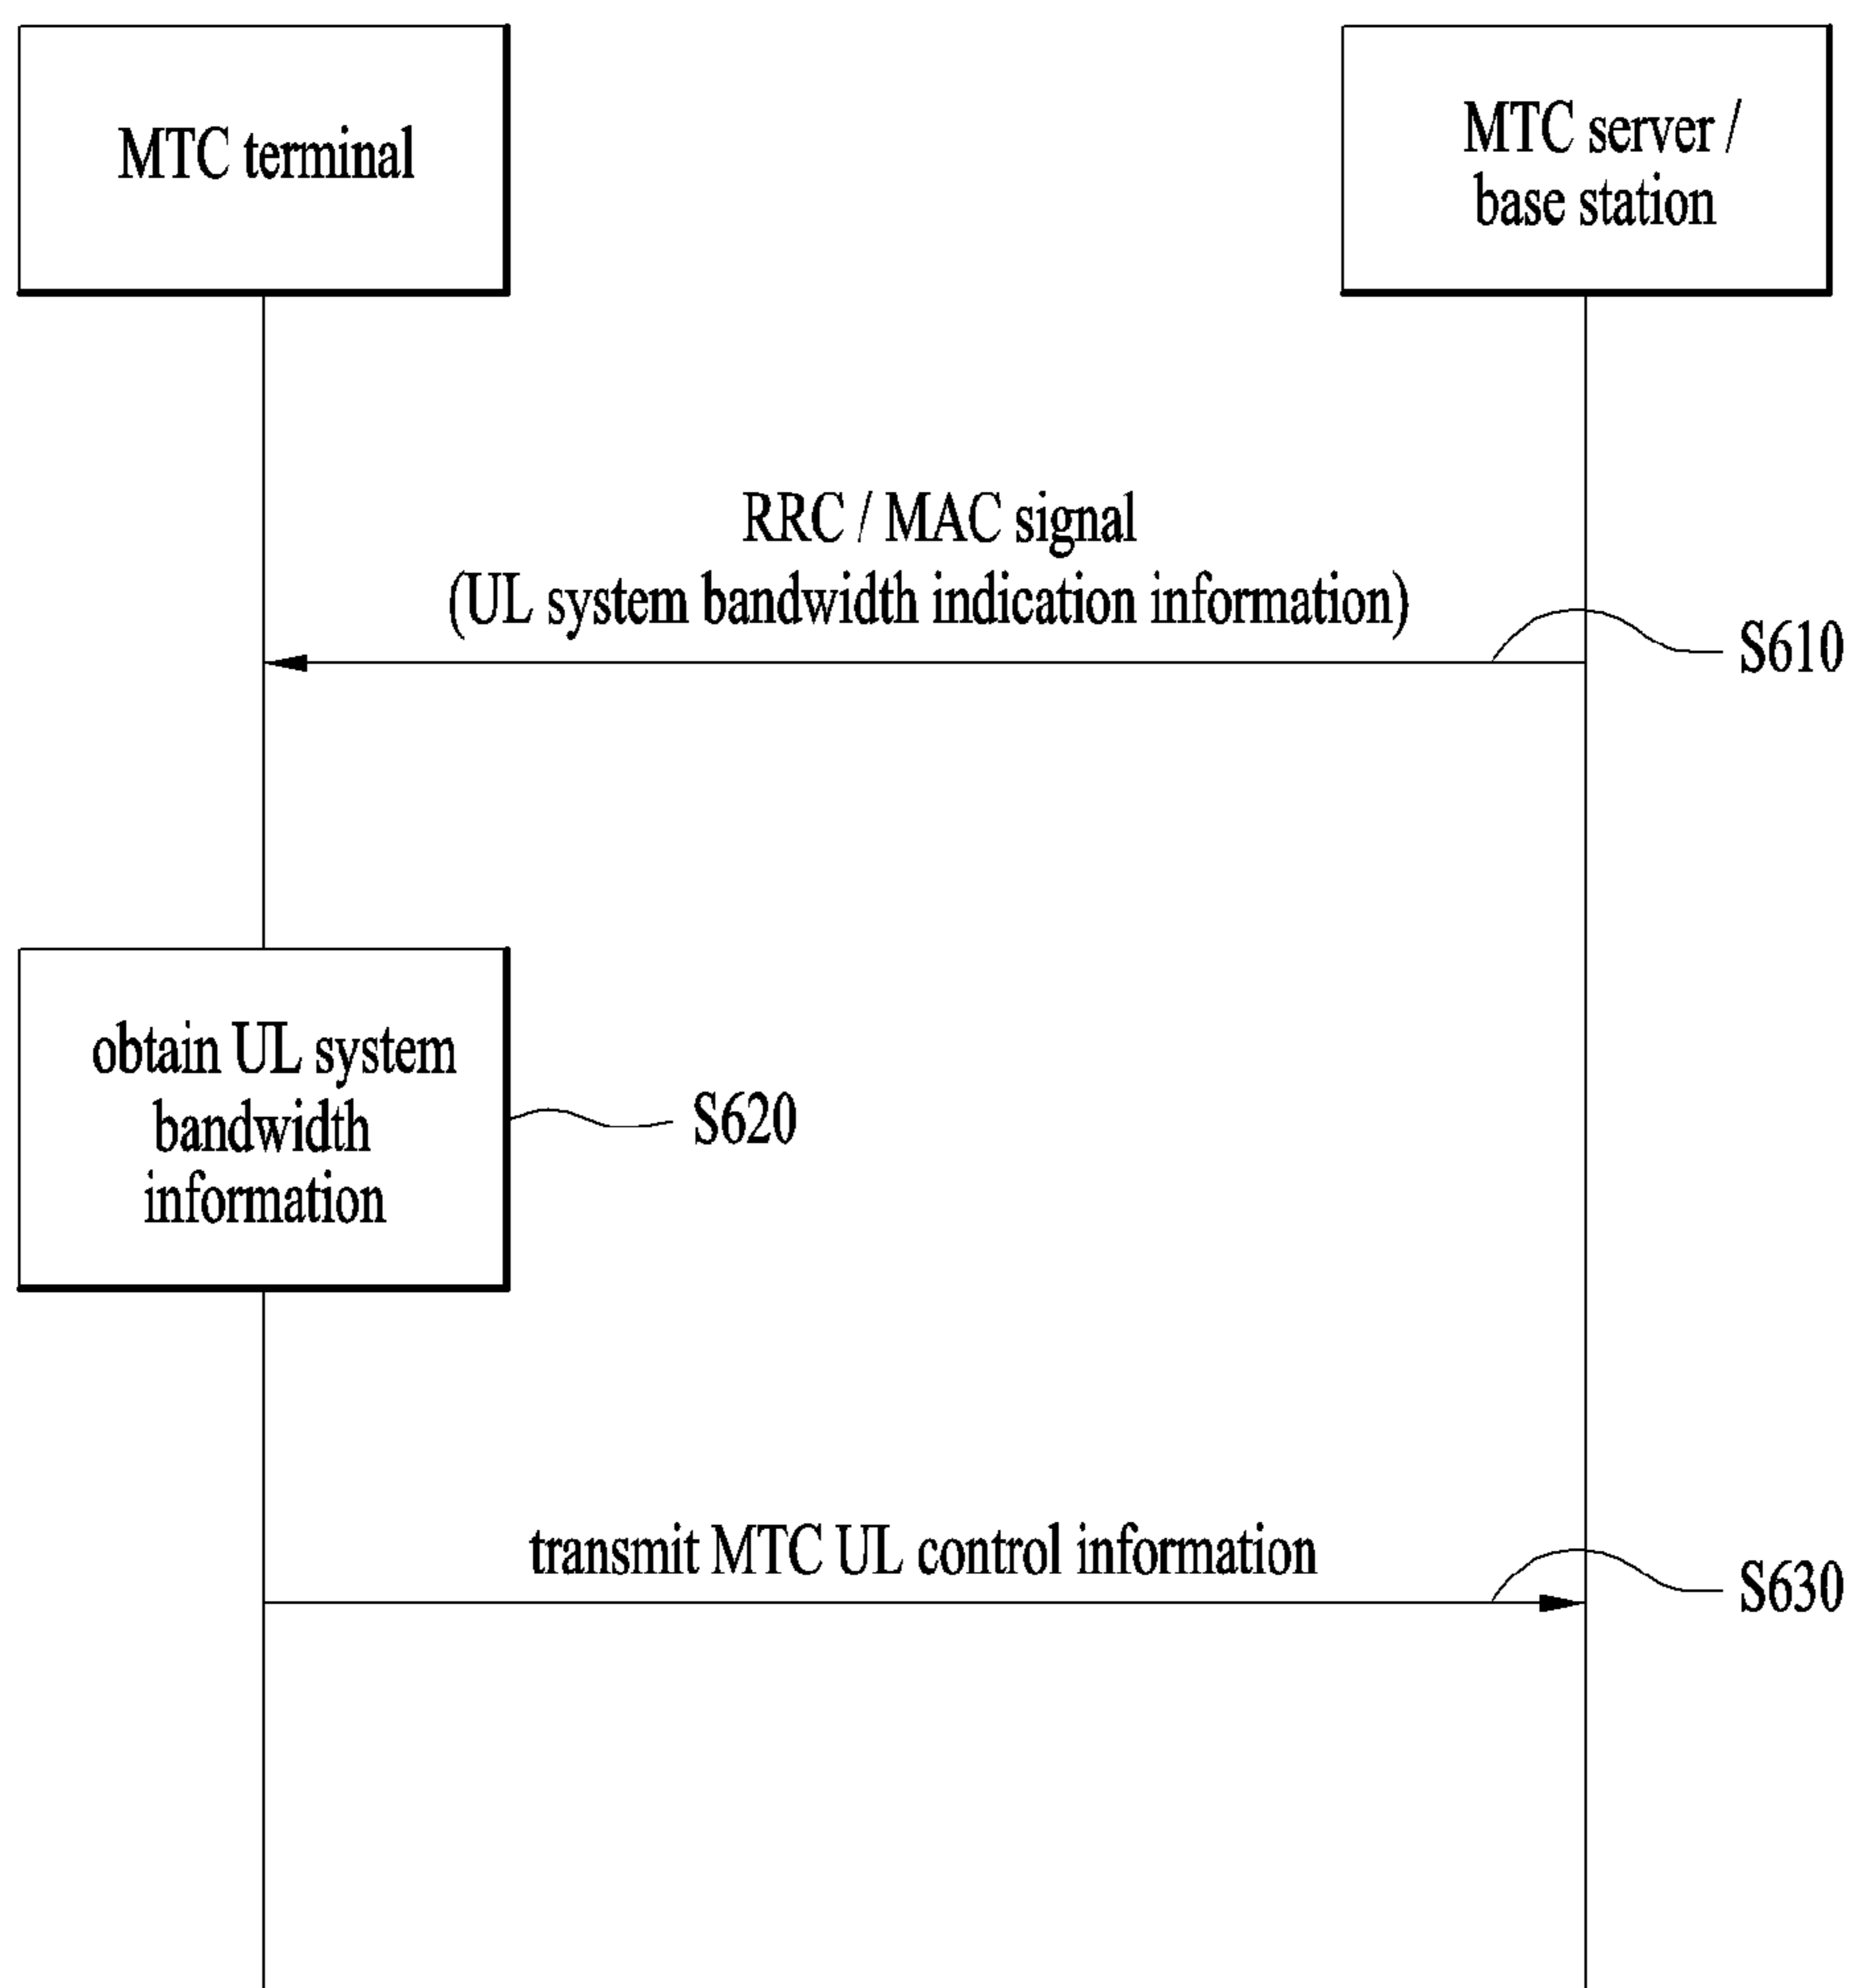 MTC terminal
MTC server /
base station
RRC / MAC signal
(UL system bandwidth indication information)
S610
obtain UL system
bandwidth
information
S620
transmit MTC UL control information
S630